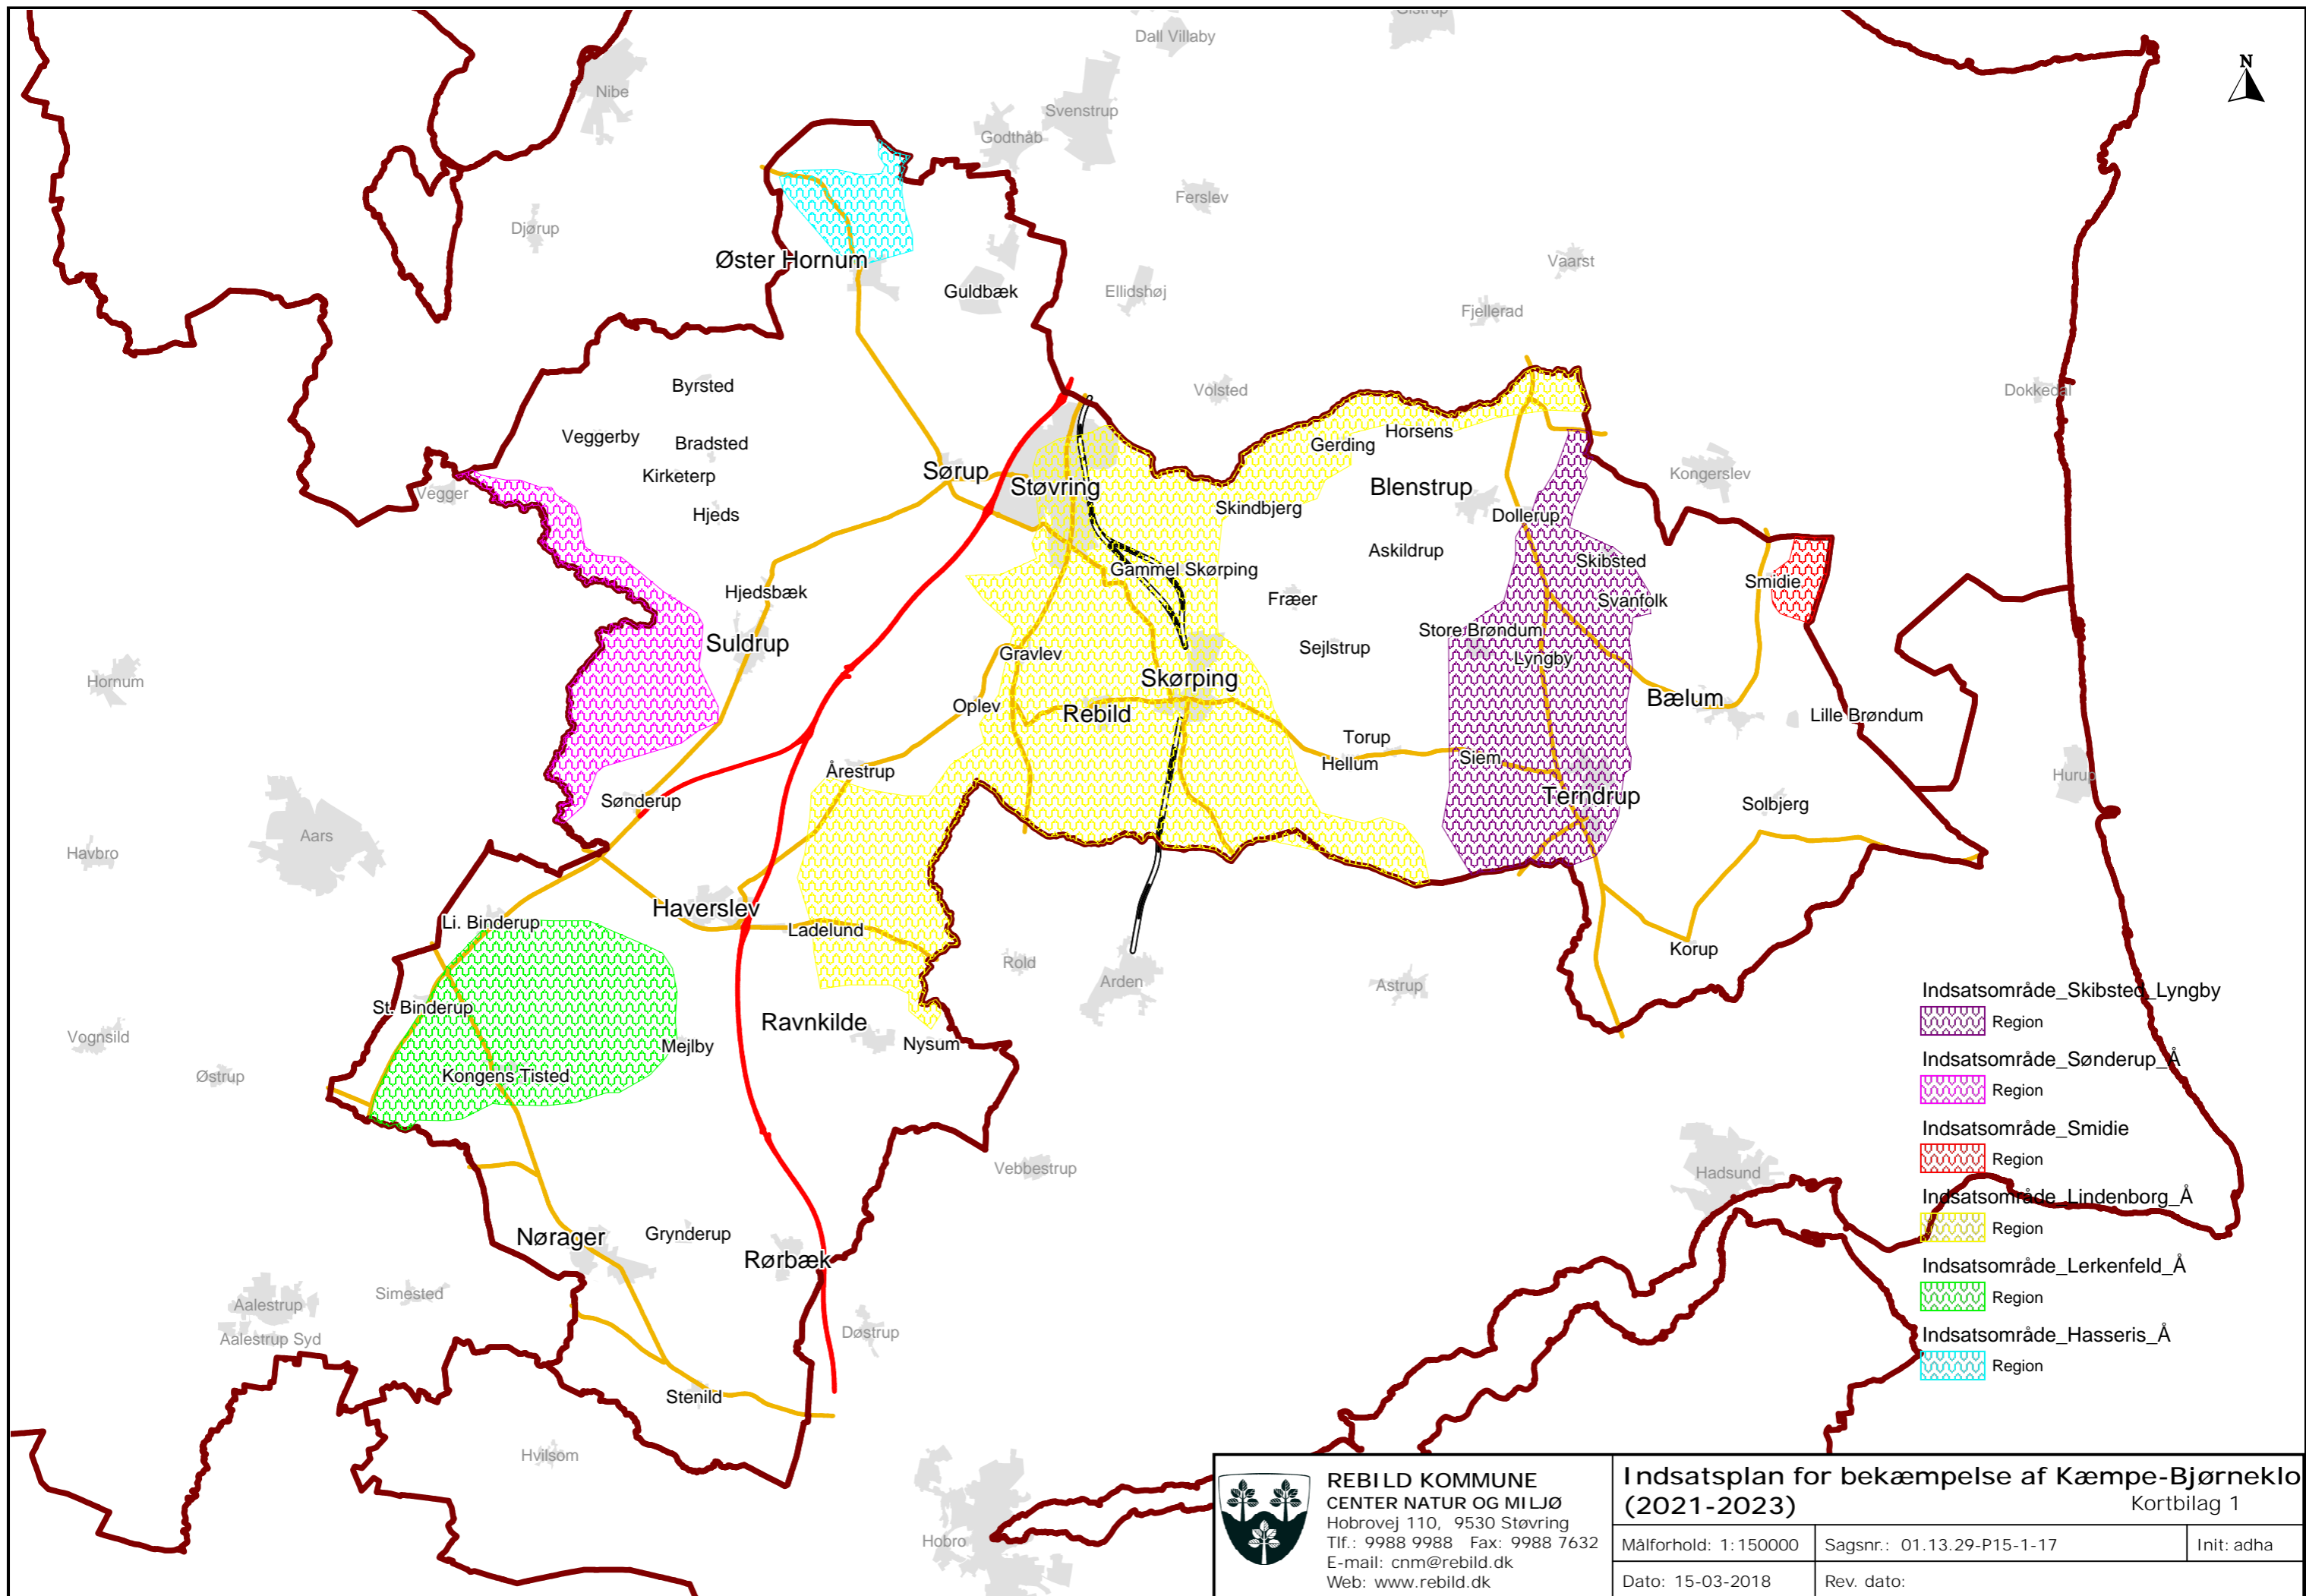 Gistrup
Dall Villaby
N
Nibe
Svenstrup
Godthåb
Ferslev
Djørup
Øster Hornum
Vaarst
Guldbæk
Ellidshøj
Fjellerad
Byrsted
Volsted
Dokkedal
Veggerby
Bradsted
Horsens
Gerding
Kirketerp
Sørup
Kongerslev
Vegger
Støvring
Blenstrup
Skindbjerg
Hjeds
Dollerup
Askildrup
Gammel Skørping
Skibsted
Smidie
Hjedsbæk
Fræer
Svanfolk
Store Brøndum
Suldrup
Sejlstrup
Gravlev
Lyngby
Hornum
Skørping
Bælum
Oplev
Rebild
Lille Brøndum
Torup
Siem
Hellum
Årestrup
Hurup
Sønderup
Terndrup
Solbjerg
Aars
Havbro
Haverslev
Li. Binderup
Ladelund
Korup
Rold
Arden
Astrup
St. Binderup
Ravnkilde
Vognsild
Mejlby
Nysum
Østrup
Kongens Tisted
Vebbestrup
Hadsund
Nørager
Grynderup
Rørbæk
Simested
Aalestrup
Aalestrup Syd
Døstrup
Stenild
Hvilsom
Hobro
Indsatsområde_Skibsted_Lyngby
Region
Indsatsområde_Sønderup_Å
Region
Indsatsområde_Smidie
Region
Indsatsområde_Lindenborg_Å
Region
Indsatsområde_Lerkenfeld_Å
Region
Indsatsområde_Hasseris_Å
Region
REBILD KOMMUNE
CENTER NATUR OG MILJØ
Hobrovej 110, 9530 Støvring
Tlf.: 9988 9988 Fax: 9988 7632
E-mail: cnm@rebild.dk
Web: www.rebild.dk
Indsatsplan for bekæmpelse af Kæmpe-Bjørneklo
(2021-2023)
Kortbilag 1
Målforhold: 1:150000
Sagsnr.: 01.13.29-P15-1-17
Init: adha
Dato: 15-03-2018
Rev. dato: